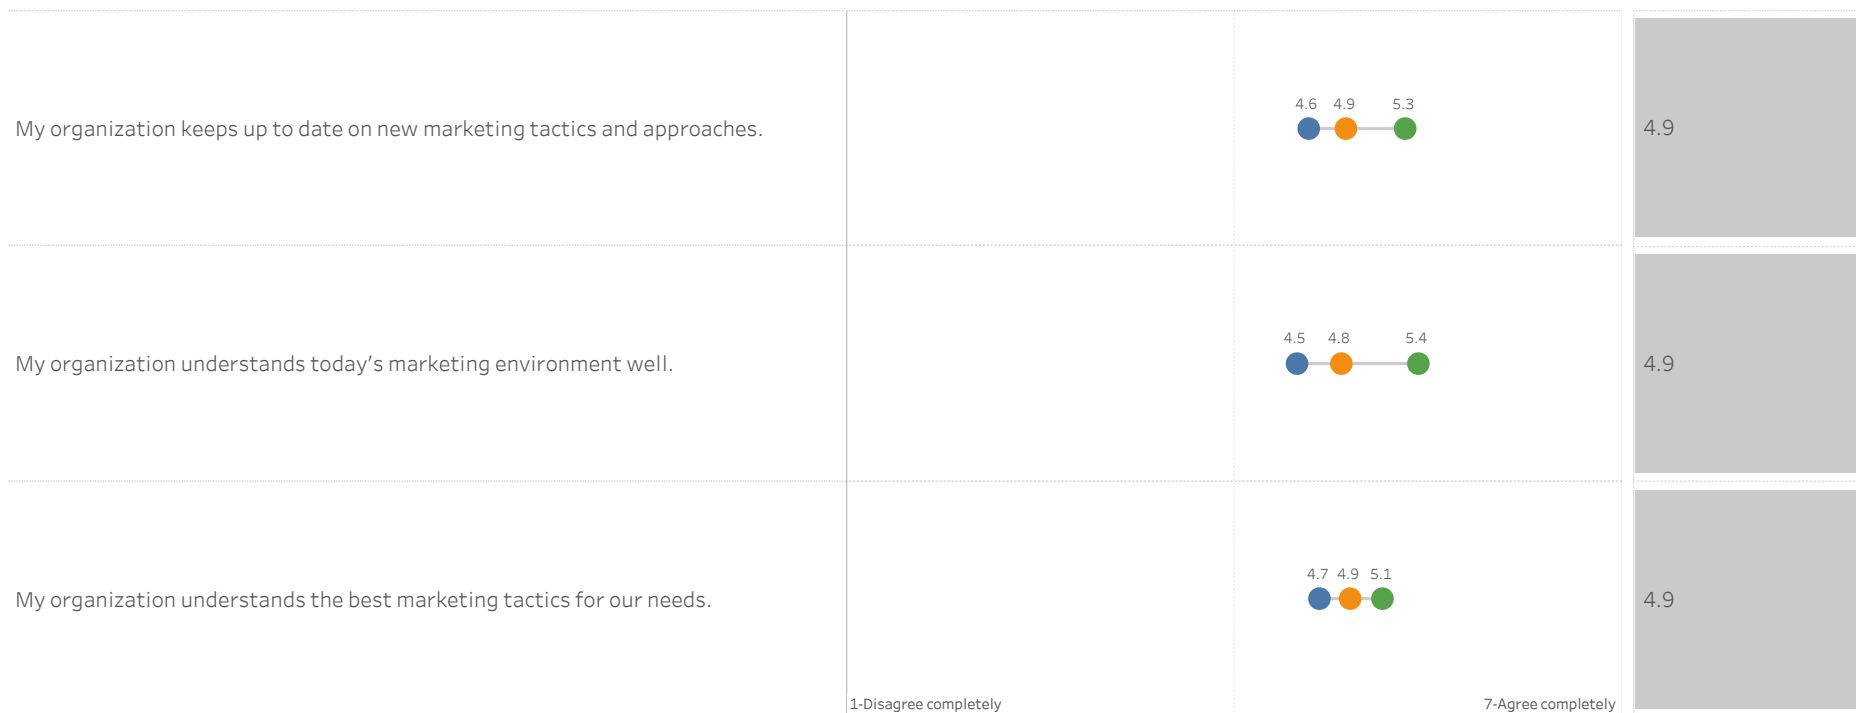 4.6 4.9 5.3
My organization keeps up to date on new marketing tactics and approaches.
4.9
4.5 4.8 5.4
My organization understands today’s marketing environment well.
4.9
4.7 4.9 5.1
My organization understands the best marketing tactics for our needs.
4.9
1-Disagree completely
7-Agree completely